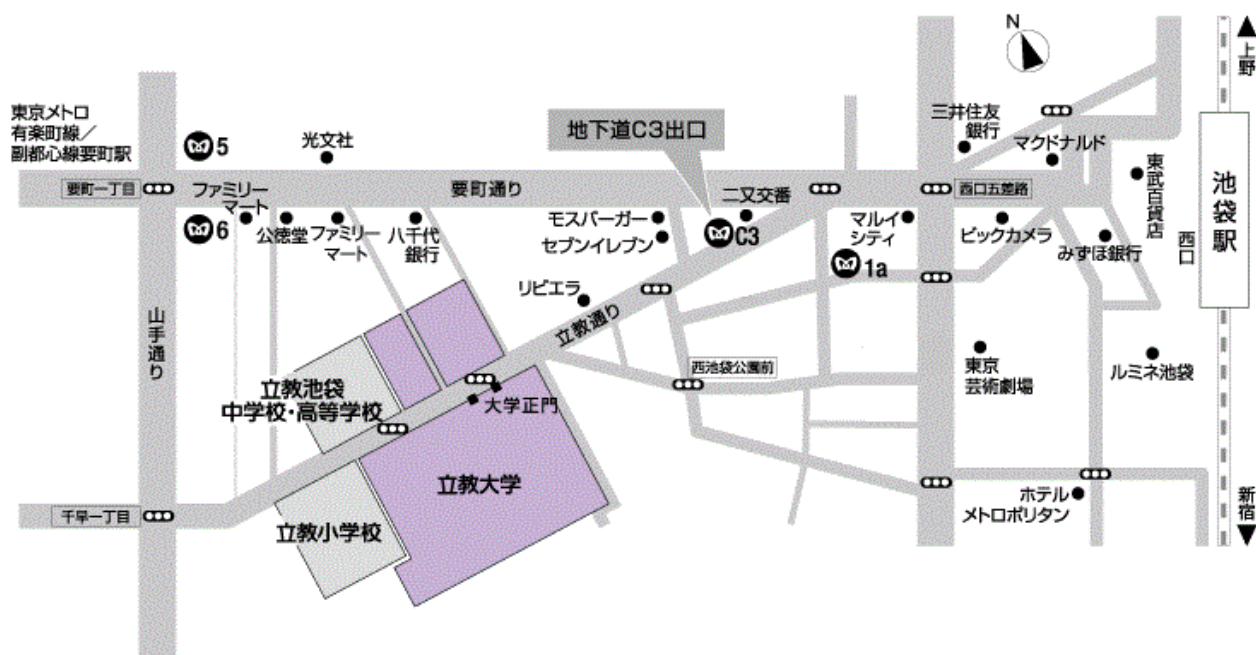 N
上野
東京メトロ
有楽町線／
副都心線要町駅
5
光文社
地下道C3出口
三井住友
銀行
マクドナルド
東武百貨店
池袋駅
西口
要町一丁目
ファミリー
マート
要町通り
二又交番
西口五差路
6
公徳堂
ファミリー
マート
八千代
銀行
モスバーガー
セブンイレブン
C3
マルイ
シティ
ビックカメラ
みずほ銀行
1a
リビエラ
立教通り
山手通り
西池袋公園前
東京
芸術劇場
ルミネ池袋
立教池袋
中学校・高等学校
大学正門
立教大学
立教小学校
千早一丁目
ホテル
メトロポリタン
新宿